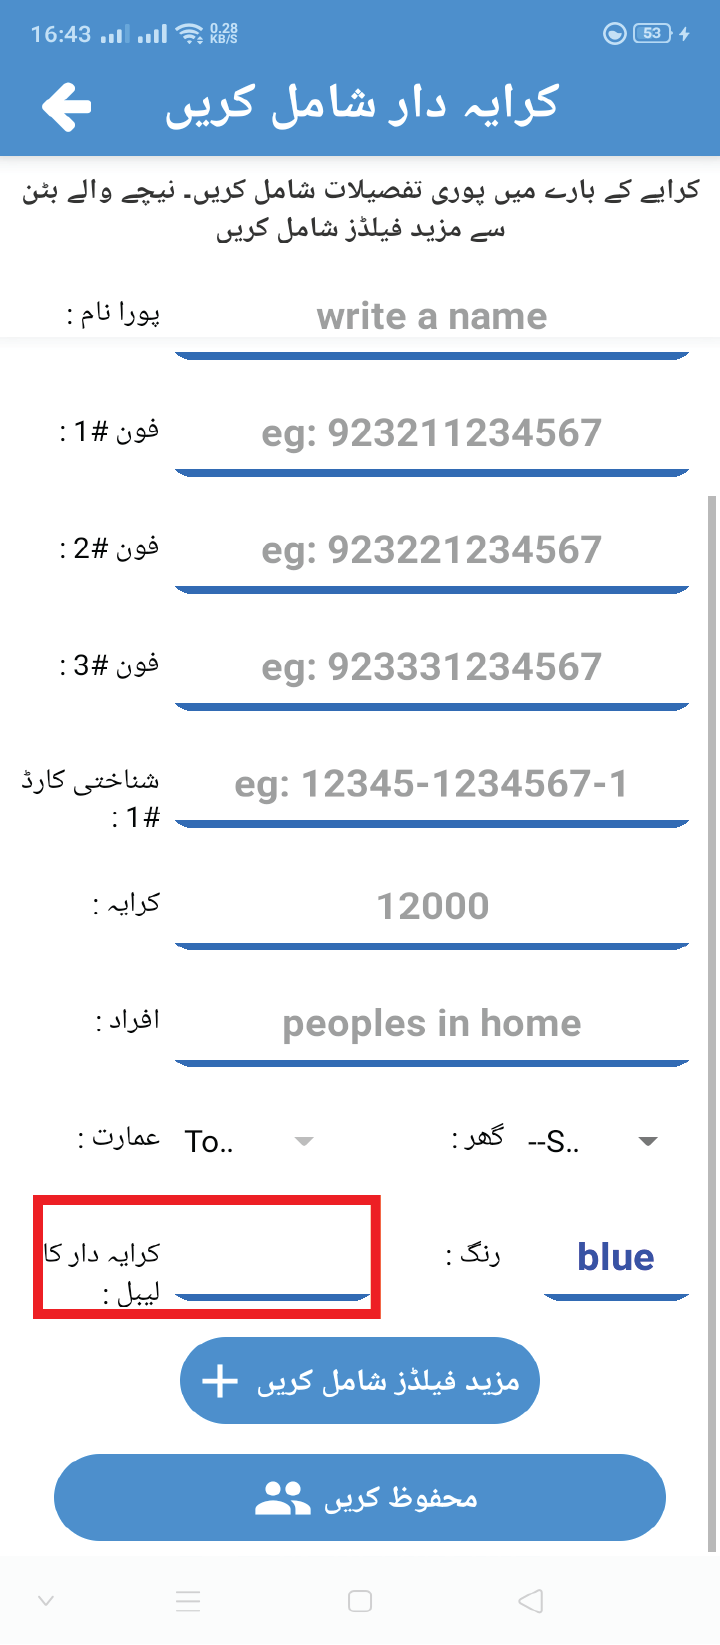 16:43 0.28 KB/S 53
کرایہ دار شامل کریں
کرایے کے بارے میں پوری تفصیلات شامل کریں۔ نیچے والے بٹن
سے مزید فیلڈز شامل کریں
پورا نام :
write a name
فون #1 :
eg: 923211234567
فون #2 :
eg: 923221234567
فون #3 :
eg: 923331234567
شناختی کارڈ
#1 :
eg: 12345-1234567-1
کرایہ :
12000
افراد :
peoples in home
عمارت :
To..
گھر :
--S..
کرایہ دار کا
لیبل :
رنگ :
blue
مزید فیلڈز شامل کریں
محفوظ کریں